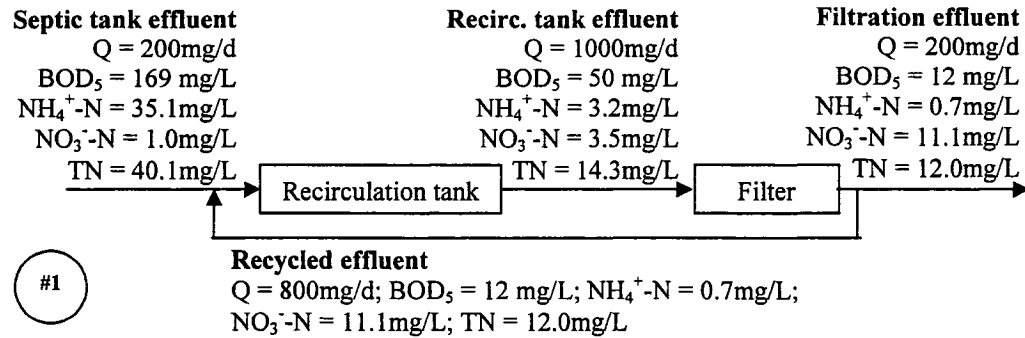 Septic tank effluent
Q = 200mg/d
BOD₅ = 169 mg/L
NH₄⁺-N = 35.1mg/L
NO₃⁻-N = 1.0mg/L
TN = 40.1mg/L
Recirc. tank effluent
Q = 1000mg/d
BOD₅ = 50 mg/L
NH₄⁺-N = 3.2mg/L
NO₃⁻-N = 3.5mg/L
TN = 14.3mg/L
Filtration effluent
Q = 200mg/d
BOD₅ = 12 mg/L
NH₄⁺-N = 0.7mg/L
NO₃⁻-N = 11.1mg/L
TN = 12.0mg/L
Recirculation tank
Filter
Recycled effluent
Q = 800mg/d; BOD₅ = 12 mg/L; NH₄⁺-N = 0.7mg/L;
NO₃⁻-N = 11.1mg/L; TN = 12.0mg/L
#1